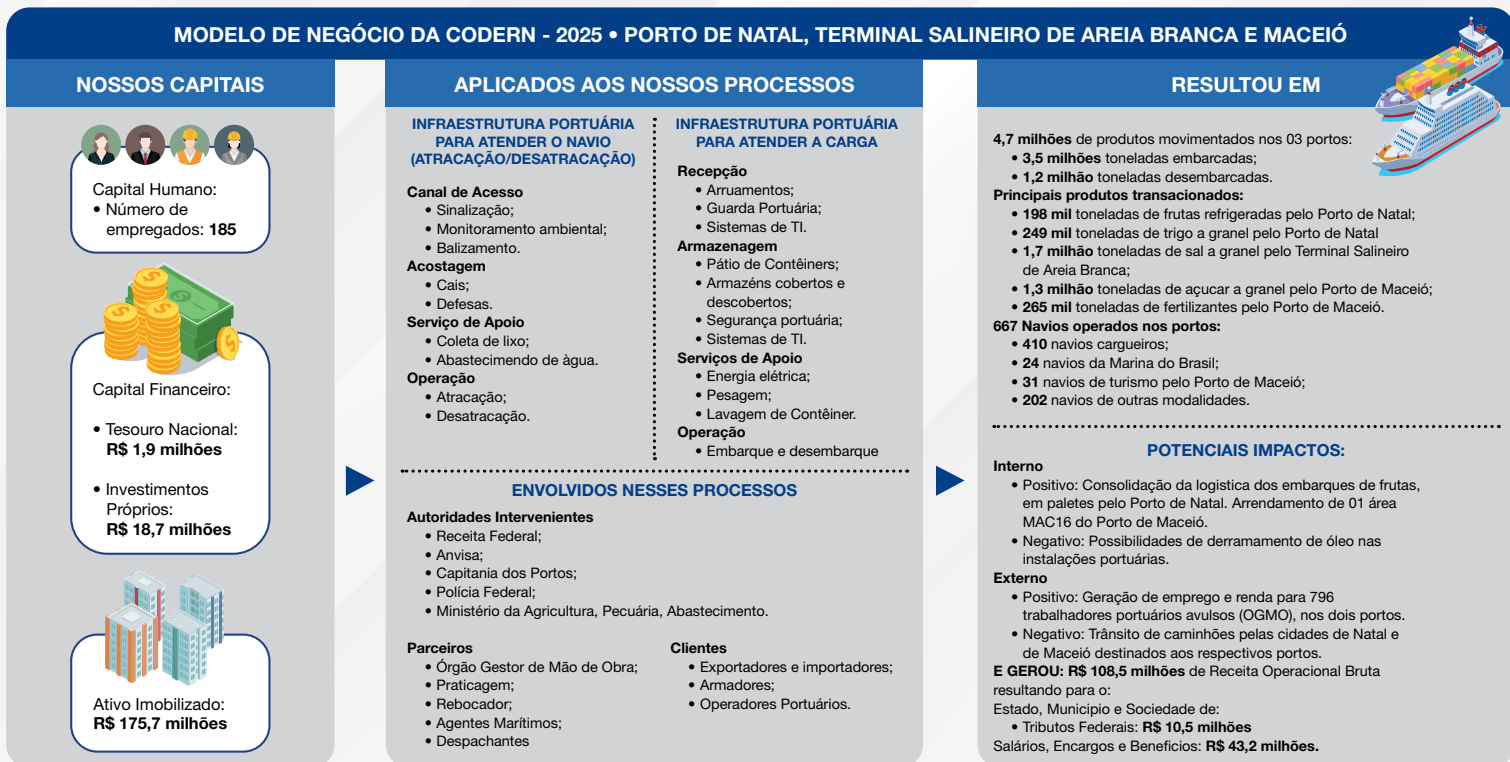 MODELO DE NEGÓCIO DA CODERN - 2025 • PORTO DE NATAL, TERMINAL SALINEIRO DE AREIA BRANCA E MACEIÓ
NOSSOS CAPITAIS
Capital Humano:
• Número de
empregados: 185
Capital Financeiro:
• Tesouro Nacional:
R$ 1,9 milhões
• Investimentos
Próprios:
R$ 18,7 milhões
Ativo Imobilizado:
R$ 175,7 milhões
APLICADOS AOS NOSSOS PROCESSOS
INFRAESTRUTURA PORTUÁRIA
PARA ATENDER O NAVIO
(ATRACAÇÃO/DESATRACAÇÃO)
Canal de Acesso
• Sinalização;
• Monitoramento ambiental;
• Balizamento.
Acostagem
• Cais;
• Defesas.
Serviço de Apoio
• Coleta de lixo;
• Abastecimendo de àgua.
Operação
• Atracação;
• Desatracação.
INFRAESTRUTURA PORTUÁRIA
PARA ATENDER A CARGA
Recepção
• Arruamentos;
• Guarda Portuária;
• Sistemas de TI.
Armazenagem
• Pátio de Contêiners;
• Armazéns cobertos e
descobertos;
• Segurança portuária;
• Sistemas de TI.
Serviços de Apoio
• Energia elétrica;
• Pesagem;
• Lavagem de Contêiner.
Operação
• Embarque e desembarque
ENVOLVIDOS NESSES PROCESSOS
Autoridades Intervenientes
• Receita Federal;
• Anvisa;
• Capitania dos Portos;
• Polícia Federal;
• Ministério da Agricultura, Pecuária, Abastecimento.
Parceiros
• Órgão Gestor de Mão de Obra;
• Praticagem;
• Rebocador;
• Agentes Marítimos;
• Despachantes
Clientes
• Exportadores e importadores;
• Armadores;
• Operadores Portuários.
RESULTOU EM
4,7 milhões de produtos movimentados nos 03 portos:
• 3,5 milhões toneladas embarcadas;
• 1,2 milhão toneladas desembarcadas.
Principais produtos transacionados:
• 198 mil toneladas de frutas refrigeradas pelo Porto de Natal;
• 249 mil toneladas de trigo a granel pelo Porto de Natal
• 1,7 milhão toneladas de sal a granel pelo Terminal Salineiro
de Areia Branca;
• 1,3 milhão toneladas de açucar a granel pelo Porto de Maceió;
• 265 mil toneladas de fertilizantes pelo Porto de Maceió.
667 Navios operados nos portos:
• 410 navios cargueiros;
• 24 navios da Marina do Brasil;
• 31 navios de turismo pelo Porto de Maceió;
• 202 navios de outras modalidades.
POTENCIAIS IMPACTOS:
Interno
• Positivo: Consolidação da logistica dos embarques de frutas,
em paletes pelo Porto de Natal. Arrendamento de 01 área
MAC16 do Porto de Maceió.
• Negativo: Possibilidades de derramamento de óleo nas
instalações portuárias.
Externo
• Positivo: Geração de emprego e renda para 796
trabalhadores portuários avulsos (OGMO), nos dois portos.
• Negativo: Trânsito de caminhões pelas cidades de Natal e
de Maceió destinados aos respectivos portos.
E GEROU: R$ 108,5 milhões de Receita Operacional Bruta
resultando para o:
Estado, Municipio e Sociedade de:
• Tributos Federais: R$ 10,5 milhões
Salários, Encargos e Beneficios: R$ 43,2 milhões.